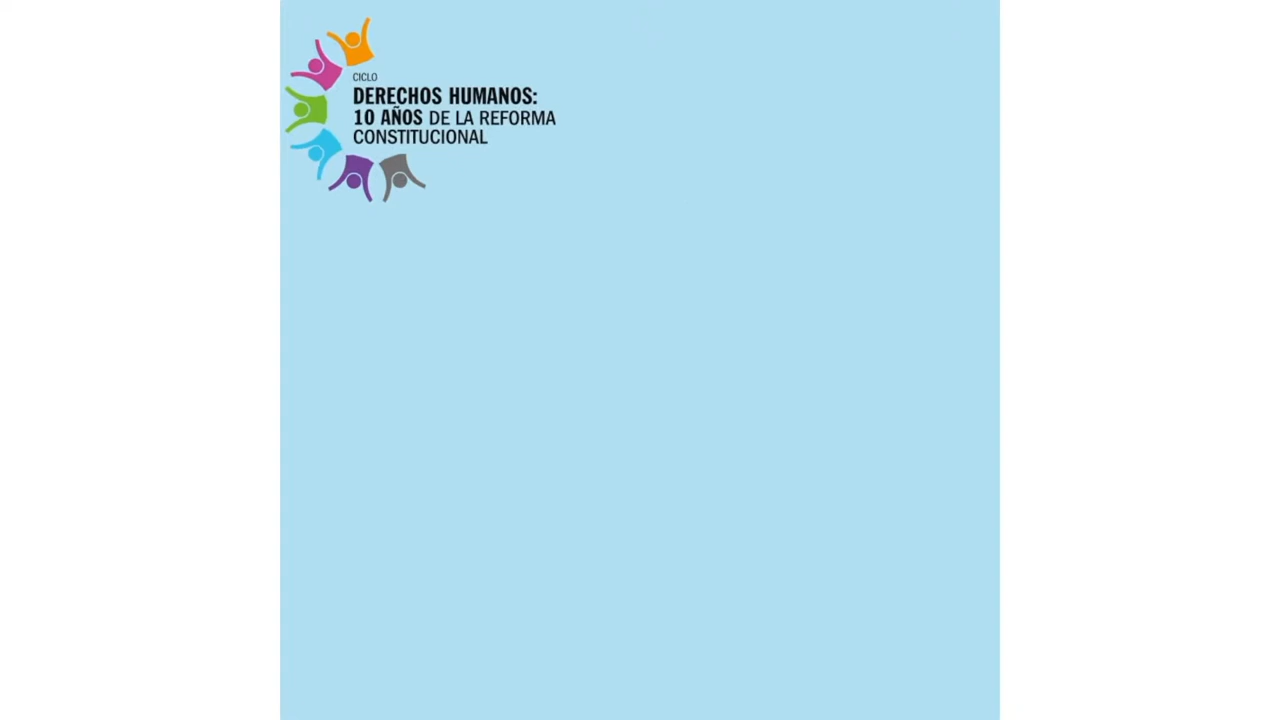 CICLO
DERECHOS HUMANOS:
10 AÑOS DE LA REFORMA
CONSTITUCIONAL